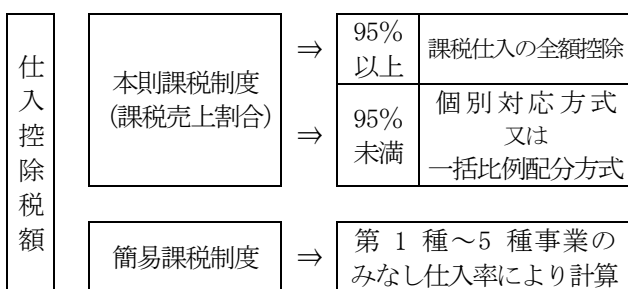 仕入控除税額
本則課税制度
(課税売上割合)
⇒
95%
以上
課税仕入の全額控除
⇒
95%
未満
個別対応方式
又は
一括比例配分方式
簡易課税制度
⇒
第 1 種~5 種事業の
みなし仕入率により計算